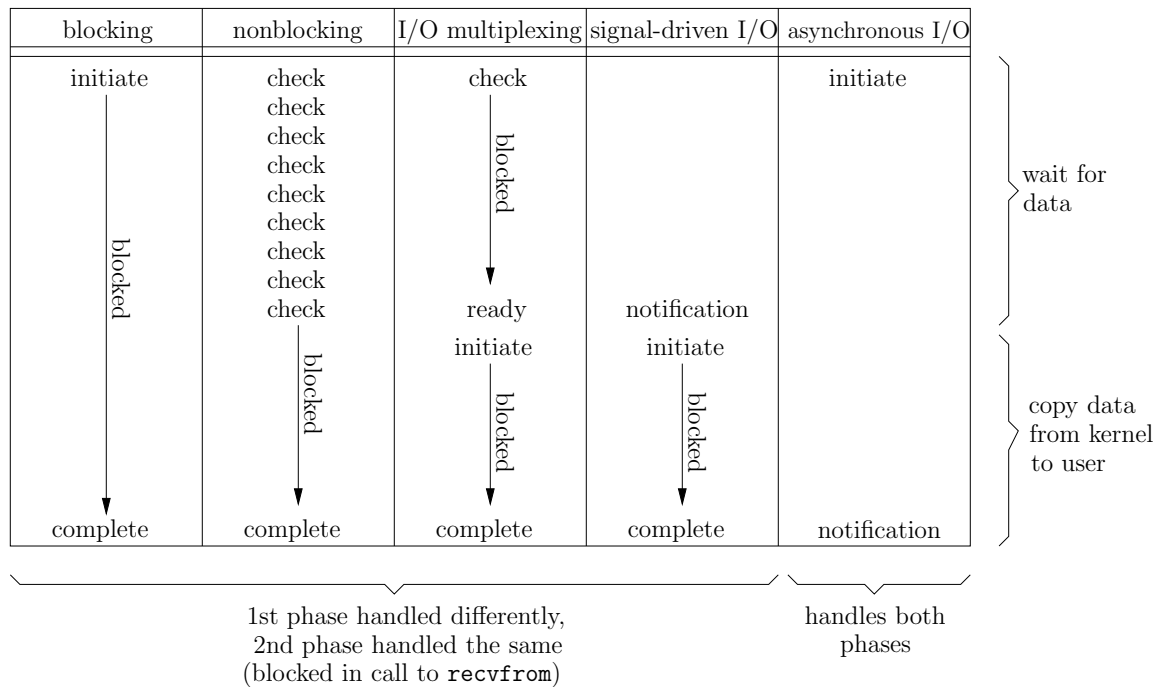 blocking nonblocking I/O multiplexing signal-driven I/O asynchronous I/O
initiate check check initiate
check
check
check
check
check
check
check
check ready notification
blocked
blocked
wait for
data
initiate initiate
blocked
blocked
blocked
copy data
from kernel
to user
complete complete complete complete notification
1st phase handled differently,
2nd phase handled the same
(blocked in call to recvfrom)
handles both
phases